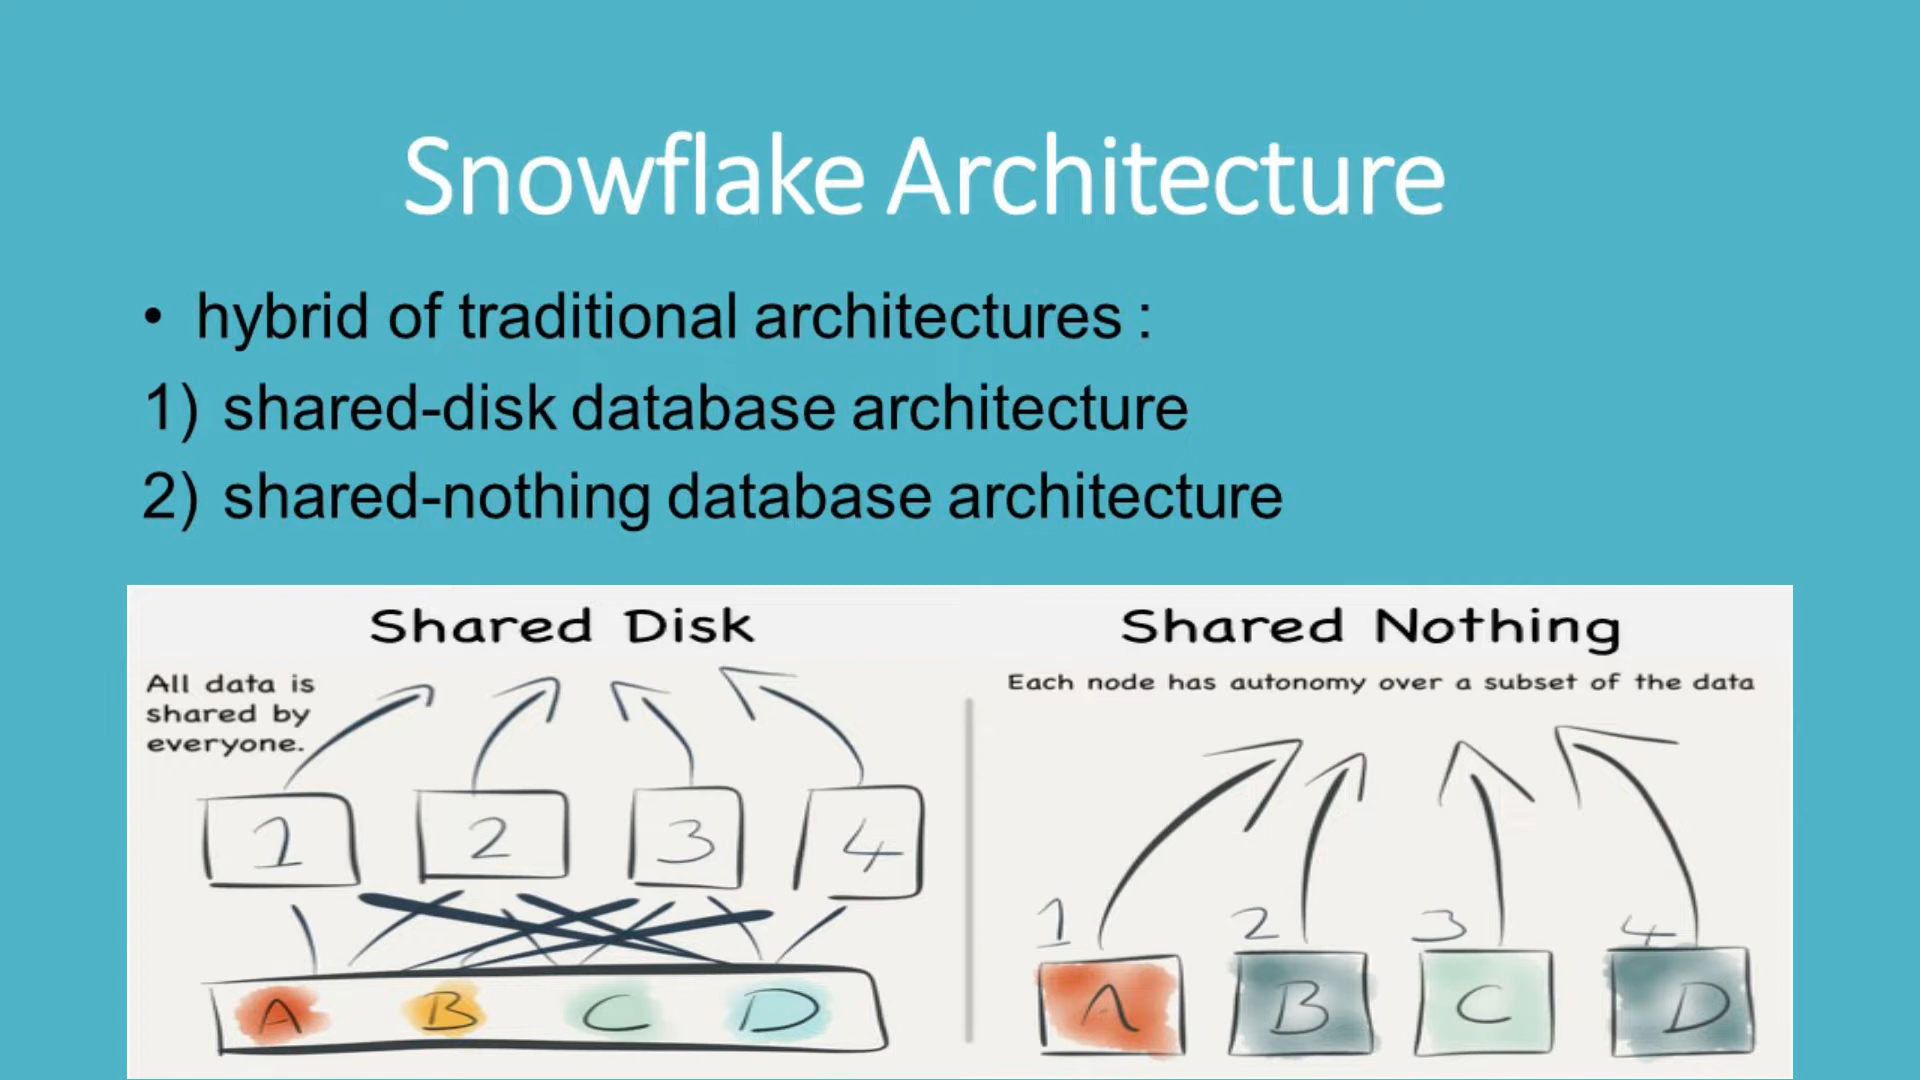 Snowflake Architecture
• hybrid of traditional architectures :
1) shared-disk database architecture
2) shared-nothing database architecture
Shared Disk
All data is
shared by
everyone.
1 2 3 4
A B C D
Shared Nothing
Each node has autonomy over a subset of the data
1 2 3 4
A B C D